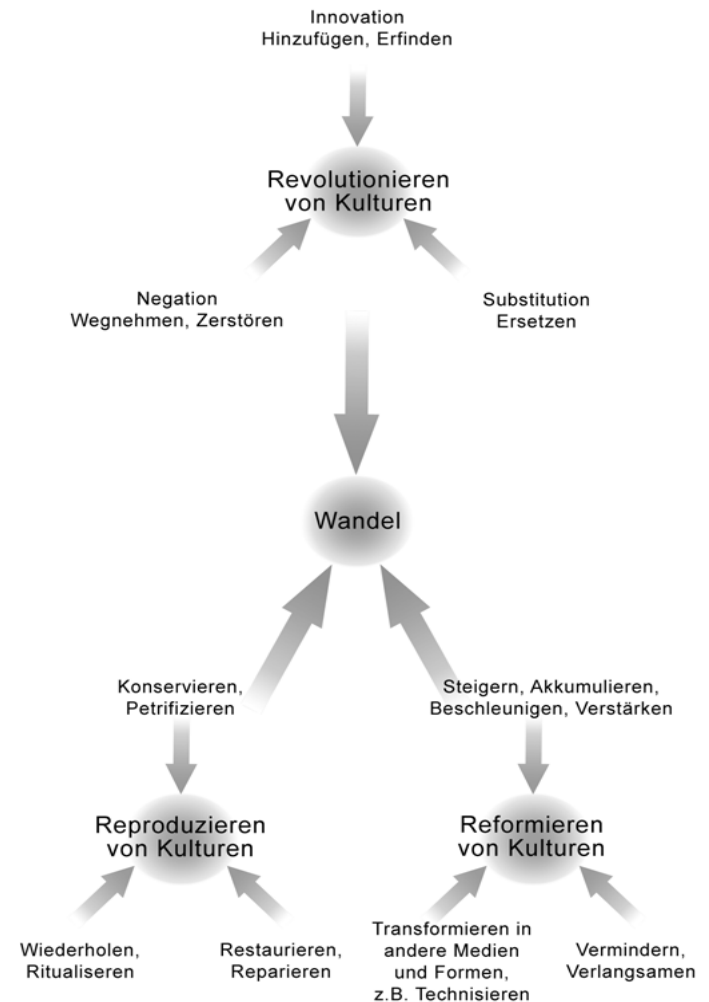 Innovation
Hinzufügen, Erfinden
Revolutionieren
von Kulturen
Negation
Wegnehmen, Zerstören
Substitution
Ersetzen
Wandel
Konservieren,
Petrifizieren
Steigern, Akkumulieren,
Beschleunigen, Verstärken
Reproduzieren
von Kulturen
Reformieren
von Kulturen
Wiederholen,
Ritualiseren
Restaurieren,
Reparieren
Transformieren in
andere Medien
und Formen,
z.B. Technisieren
Vermindern,
Verlangsamen